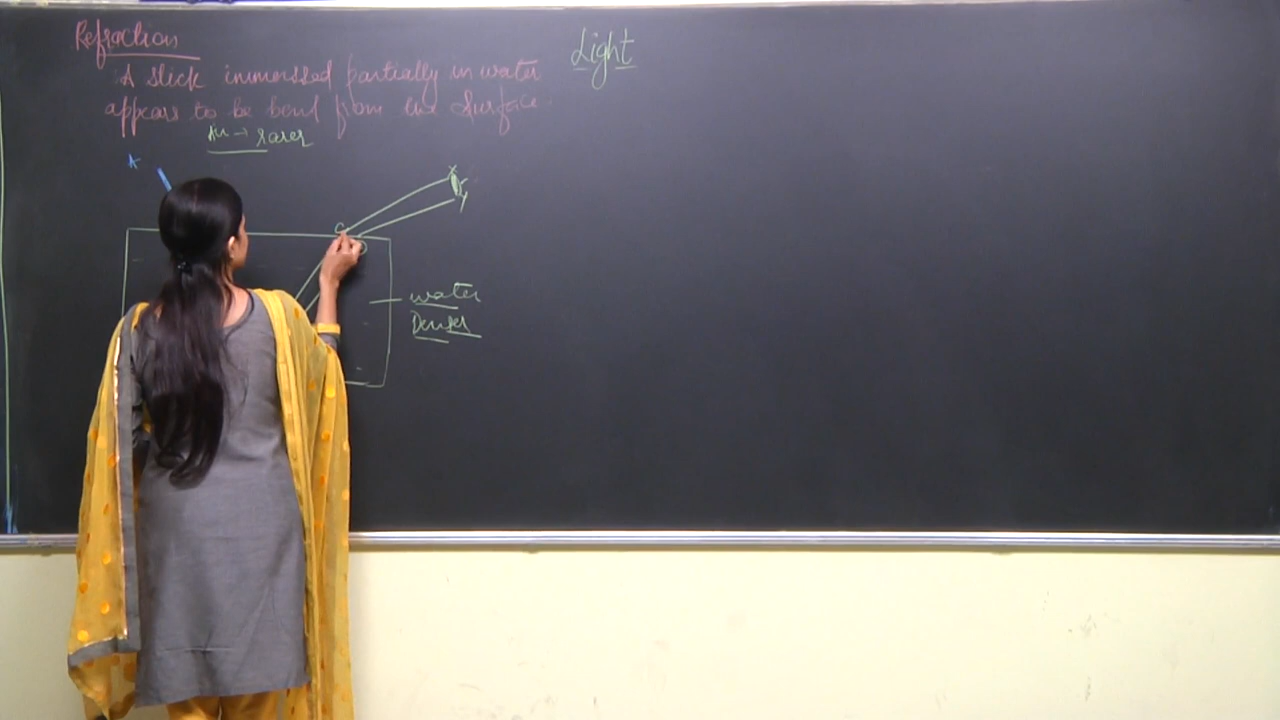 Refraction
Light
A stick immersed partially in water
appears to be bent from the surface.
Air → rarer
A
X
Y
C
D
water
Denser